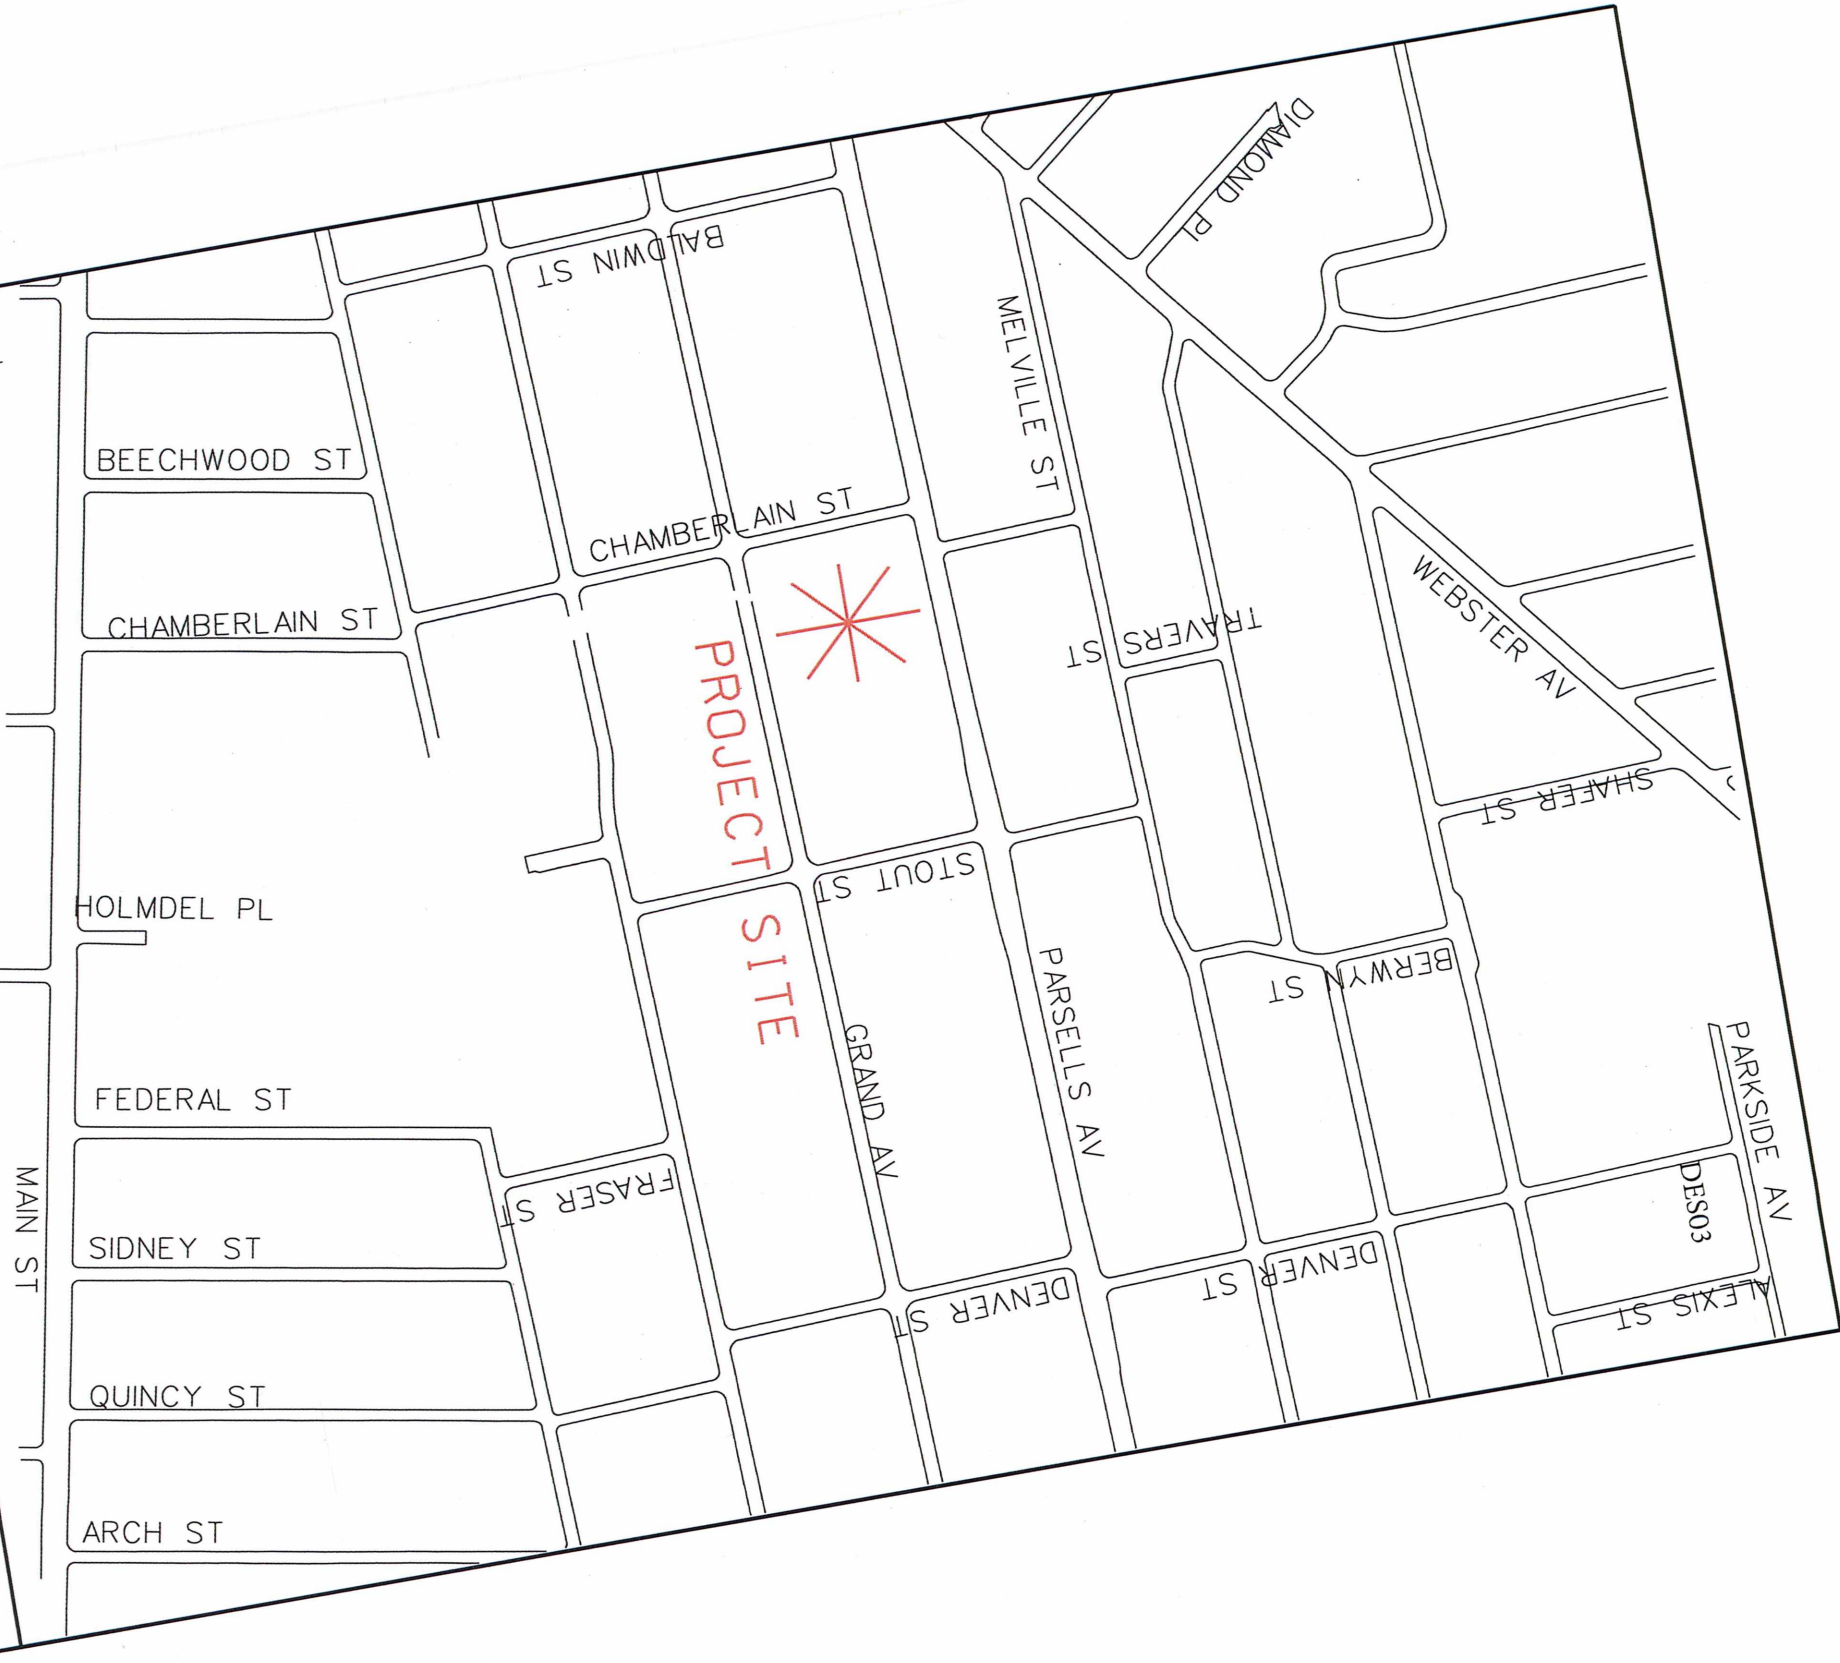 DIAMOND PL
BALDWIN ST
MELVILLE ST
BEECHWOOD ST
CHAMBERLAIN ST
WEBSTER AV
CHAMBERLAIN ST
TRAVERS ST
PROJECT SITE
SHAFER ST
STOUT ST
HOLMDEL PL
PARSELLS AV
BERWYN ST
GRAND AV
PARKSIDE AV
FEDERAL ST
FRASER ST
DES03
MAIN ST
SIDNEY ST
DENVER ST
DENVER ST
ALEXIS ST
QUINCY ST
ARCH ST